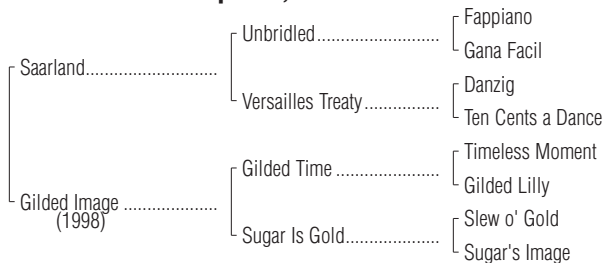 Fappiano
Unbridled
Gana Facil
Saarland
Danzig
Versailles Treaty
Ten Cents a Dance
Timeless Moment
Gilded Time
Gilded Lilly
Gilded Image
(1998)
Slew o' Gold
Sugar Is Gold
Sugar's Image